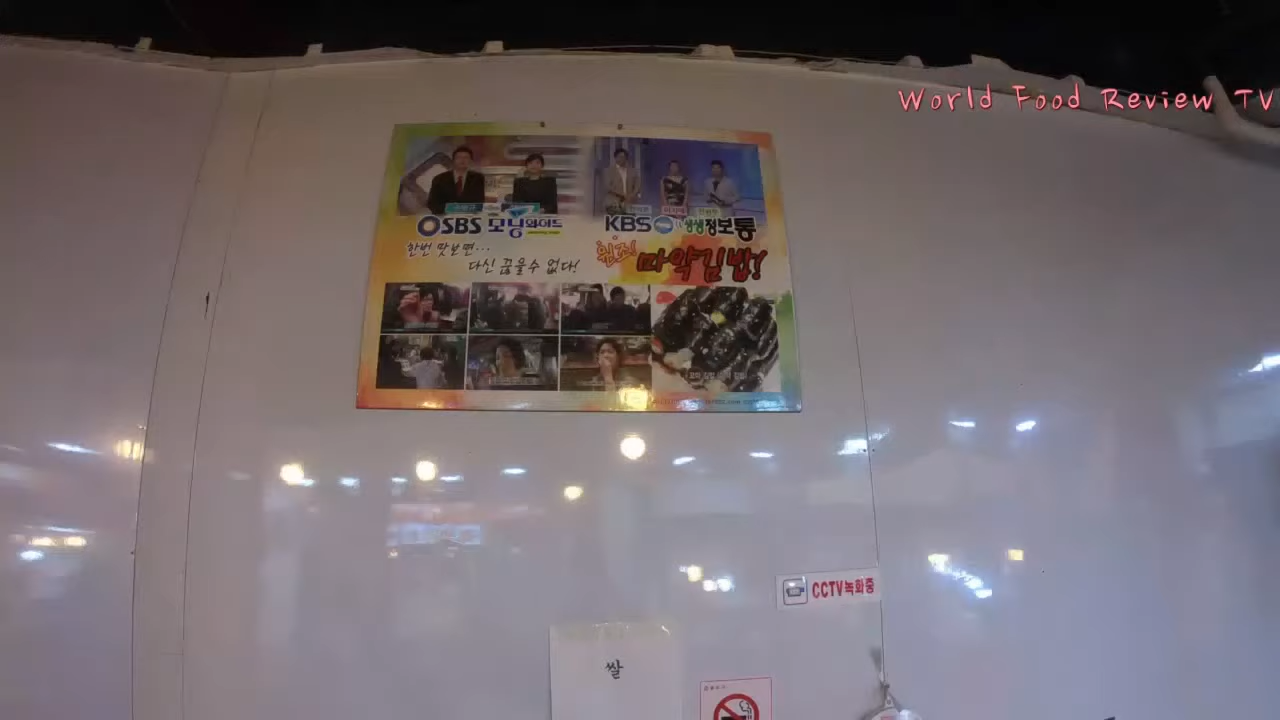 World Food Review TV
SBS 모닝와이드
KBS 생생정보통
한번 맛보면...
다신 끊을수 없다!
원조!
마약김밥!
CCTV녹화중
쌀